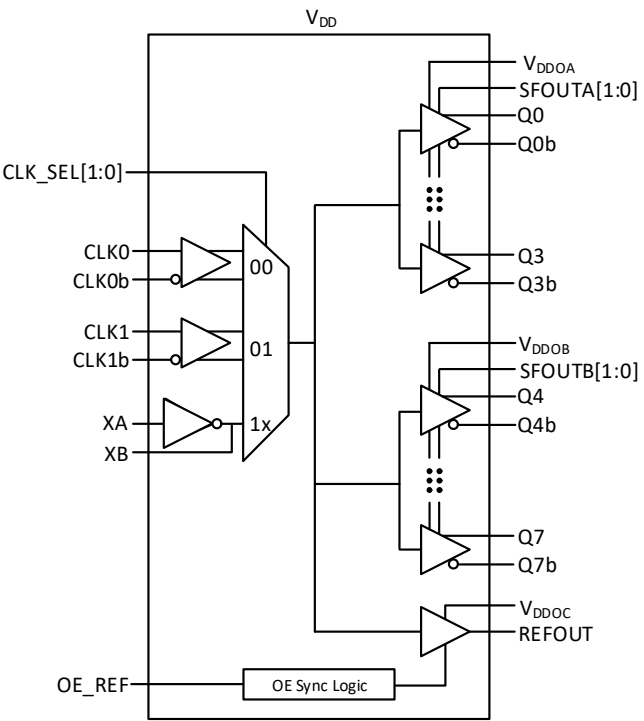 VDD
VDDOA
SFOUTA[1:0]
Q0
Q0b
CLK_SEL[1:0]
CLK0
CLK0b
00
Q3
Q3b
CLK1
CLK1b
01
VDDOB
SFOUTB[1:0]
Q4
Q4b
XA
XB
1x
Q7
Q7b
VDDOC
REFOUT
OE_REF
OE Sync Logic